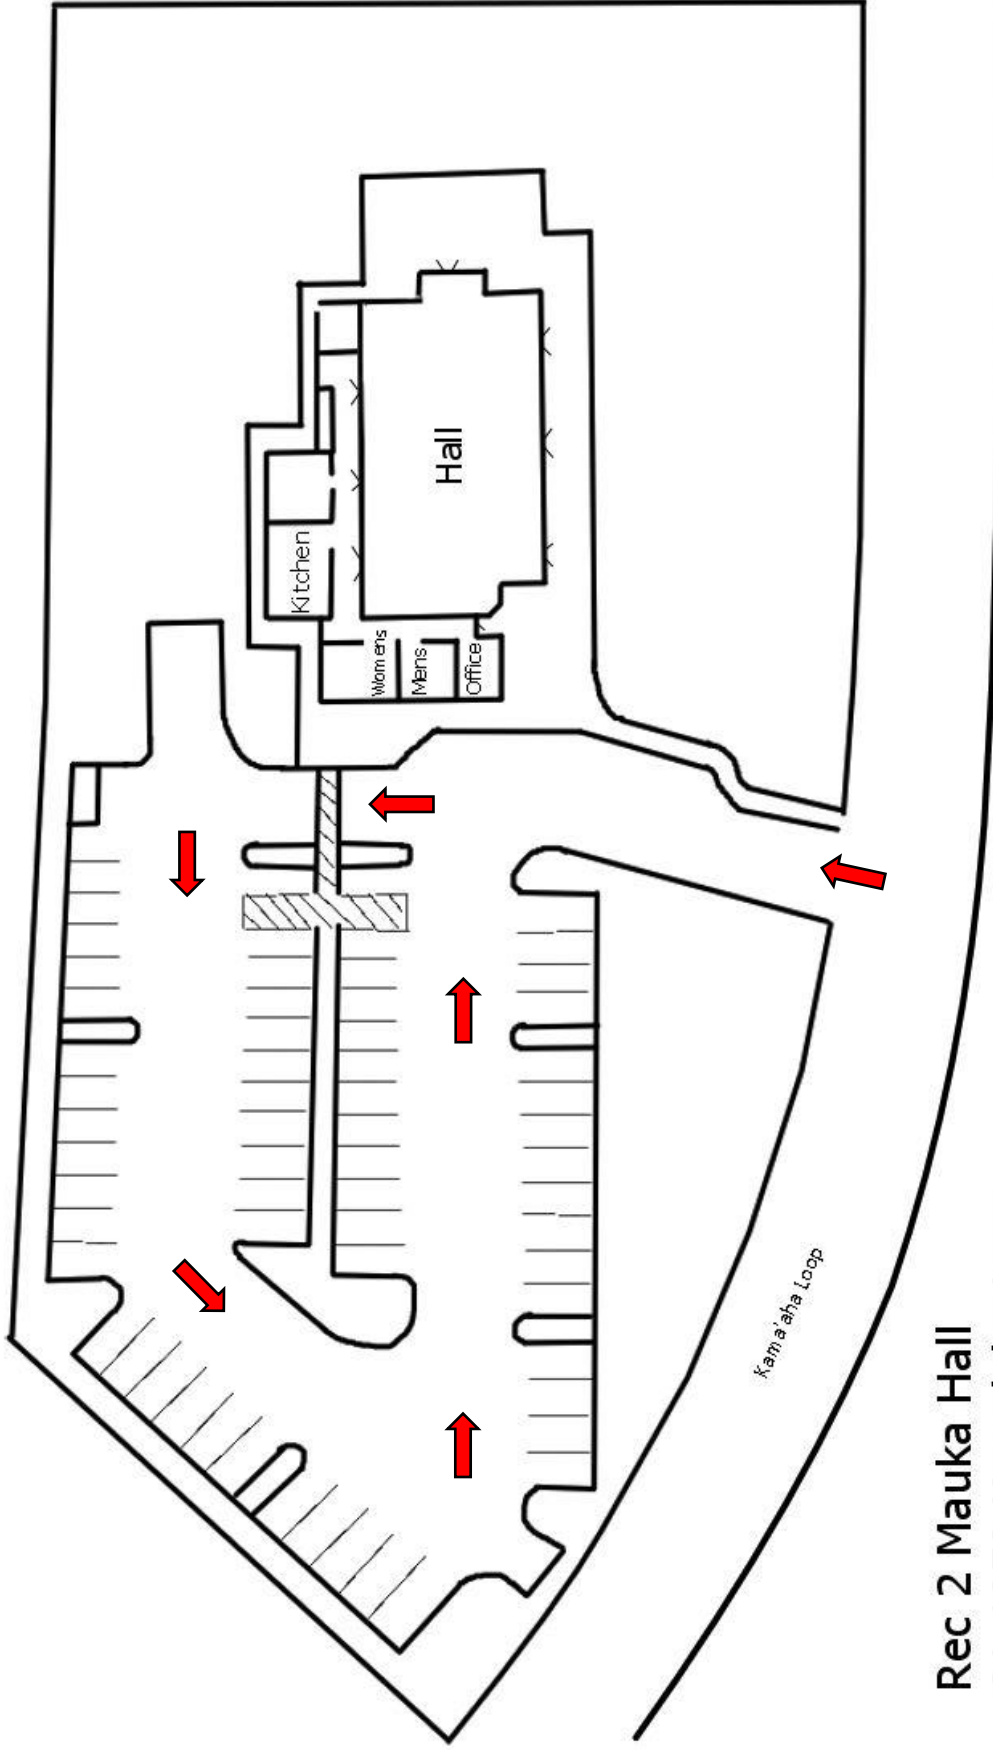 Kitchen
Hall
Womens
Mens
Office
Kama'aha Loop
Rec 2 Mauka Hall